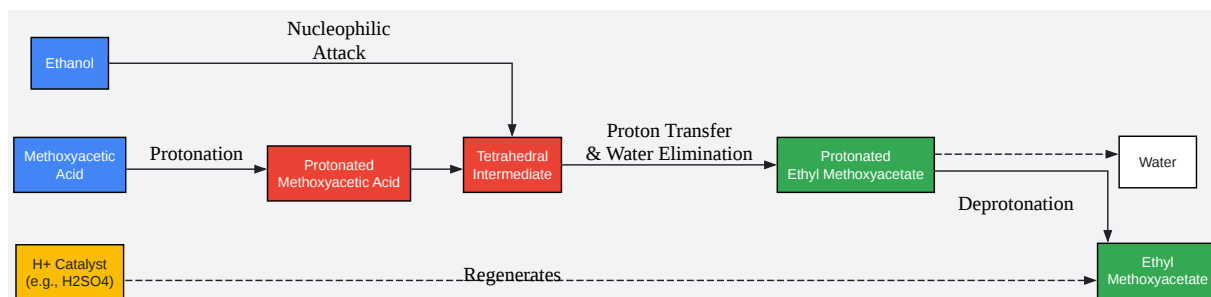 Nucleophilic
Attack
Ethanol
Methoxyacetic
Acid
Protonation
Protonated
Methoxyacetic Acid
Tetrahedral
Intermediate
Proton Transfer
& Water Elimination
Protonated
Ethyl Methoxyacetate
Water
Deprotonation
H+ Catalyst
(e.g., H2SO4)
Regenerates
Ethyl
Methoxyacetate